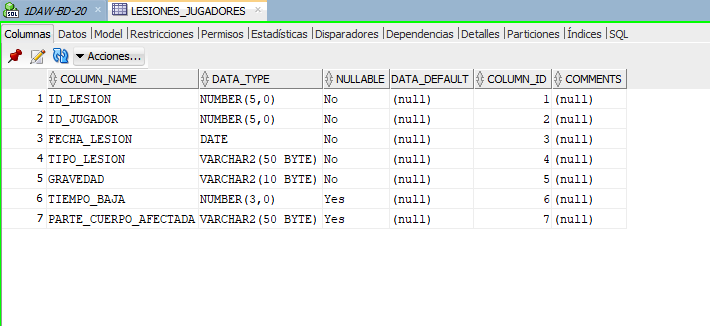 SQL 1DAW-BD-20 LESIONES_JUGADORES
Columnas Datos Model Restricciones Permisos Estadísticas Disparadores Dependencias Detalles Particiones Índices SQL
Acciones...
COLUMN_NAME DATA_TYPE NULLABLE DATA_DEFAULT COLUMN_ID COMMENTS
1 ID_LESION NUMBER(5,0) No (null) 1 (null)
2 ID_JUGADOR NUMBER(5,0) No (null) 2 (null)
3 FECHA_LESION DATE No (null) 3 (null)
4 TIPO_LESION VARCHAR2(50 BYTE) No (null) 4 (null)
5 GRAVEDAD VARCHAR2(10 BYTE) No (null) 5 (null)
6 TIEMPO_BAJA NUMBER(3,0) Yes (null) 6 (null)
7 PARTE_CUERPO_AFECTADA VARCHAR2(50 BYTE) Yes (null) 7 (null)